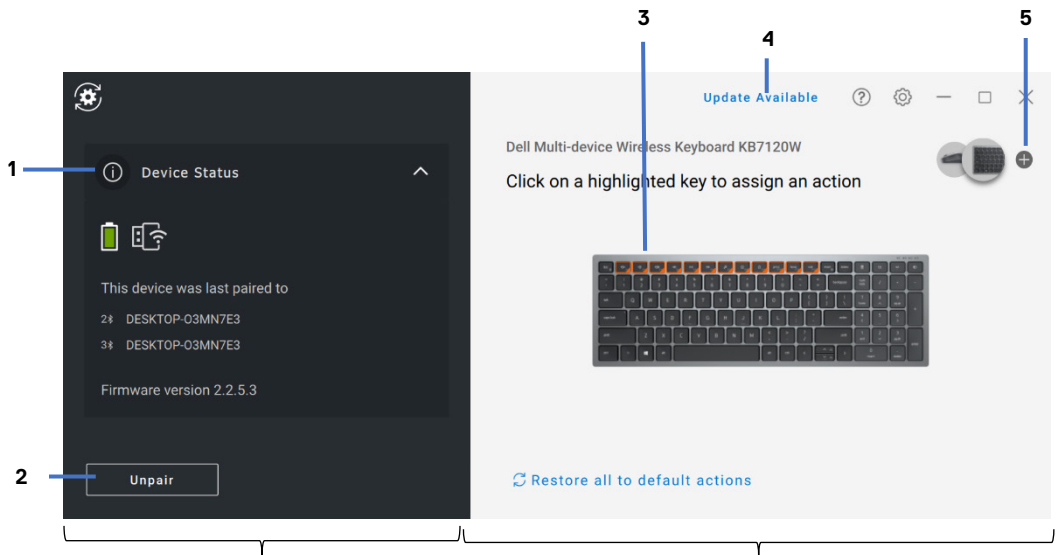 3
5
4
Update Available
Dell Multi-device Wireless Keyboard KB7120W
1
Device Status
Click on a highlighted key to assign an action
This device was last paired to
2 DESKTOP-03MN7E3
3 DESKTOP-03MN7E3
Firmware version 2.2.5.3
2
Unpair
Restore all to default actions